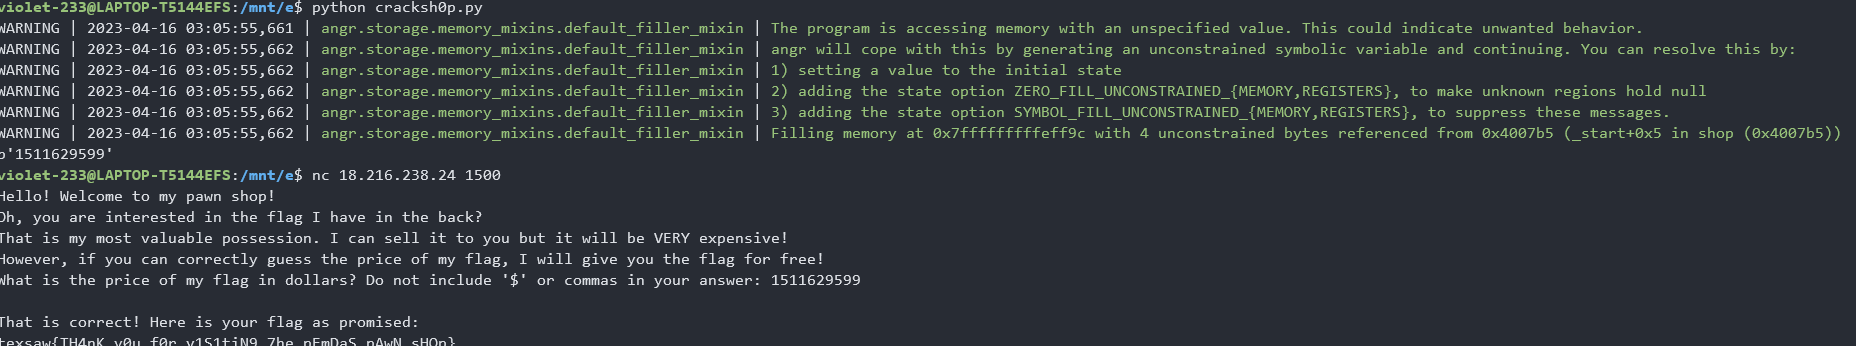 violet-233@LAPTOP-T5144EFS:/mnt/e$ python cracksh0p.py
WARNING | 2023-04-16 03:05:55,661 | angr.storage.memory_mixins.default_filler_mixin | The program is accessing memory with an unspecified value. This could indicate unwanted behavior.
WARNING | 2023-04-16 03:05:55,662 | angr.storage.memory_mixins.default_filler_mixin | angr will cope with this by generating an unconstrained symbolic variable and continuing. You can resolve this by:
WARNING | 2023-04-16 03:05:55,662 | angr.storage.memory_mixins.default_filler_mixin | 1) setting a value to the initial state
WARNING | 2023-04-16 03:05:55,662 | angr.storage.memory_mixins.default_filler_mixin | 2) adding the state option ZERO_FILL_UNCONSTRAINED_{MEMORY,REGISTERS}, to make unknown regions hold null
WARNING | 2023-04-16 03:05:55,662 | angr.storage.memory_mixins.default_filler_mixin | 3) adding the state option SYMBOL_FILL_UNCONSTRAINED_{MEMORY,REGISTERS}, to suppress these messages.
WARNING | 2023-04-16 03:05:55,662 | angr.storage.memory_mixins.default_filler_mixin | Filling memory at 0x7fffffffffeff9c with 4 unconstrained bytes referenced from 0x4007b5 (_start+0x5 in shop (0x4007b5))
b'1511629599'
violet-233@LAPTOP-T5144EFS:/mnt/e$ nc 18.216.238.24 1500
Hello! Welcome to my pawn shop!
Oh, you are interested in the flag I have in the back?
That is my most valuable possession. I can sell it to you but it will be VERY expensive!
However, if you can correctly guess the price of my flag, I will give you the flag for free!
What is the price of my flag in dollars? Do not include '$' or commas in your answer: 1511629599
That is correct! Here is your flag as promised:
texsaw{TH4nK_y0u_f0r_v1S1tiN9_7he_pEmDaS_pAwN_sHOp}